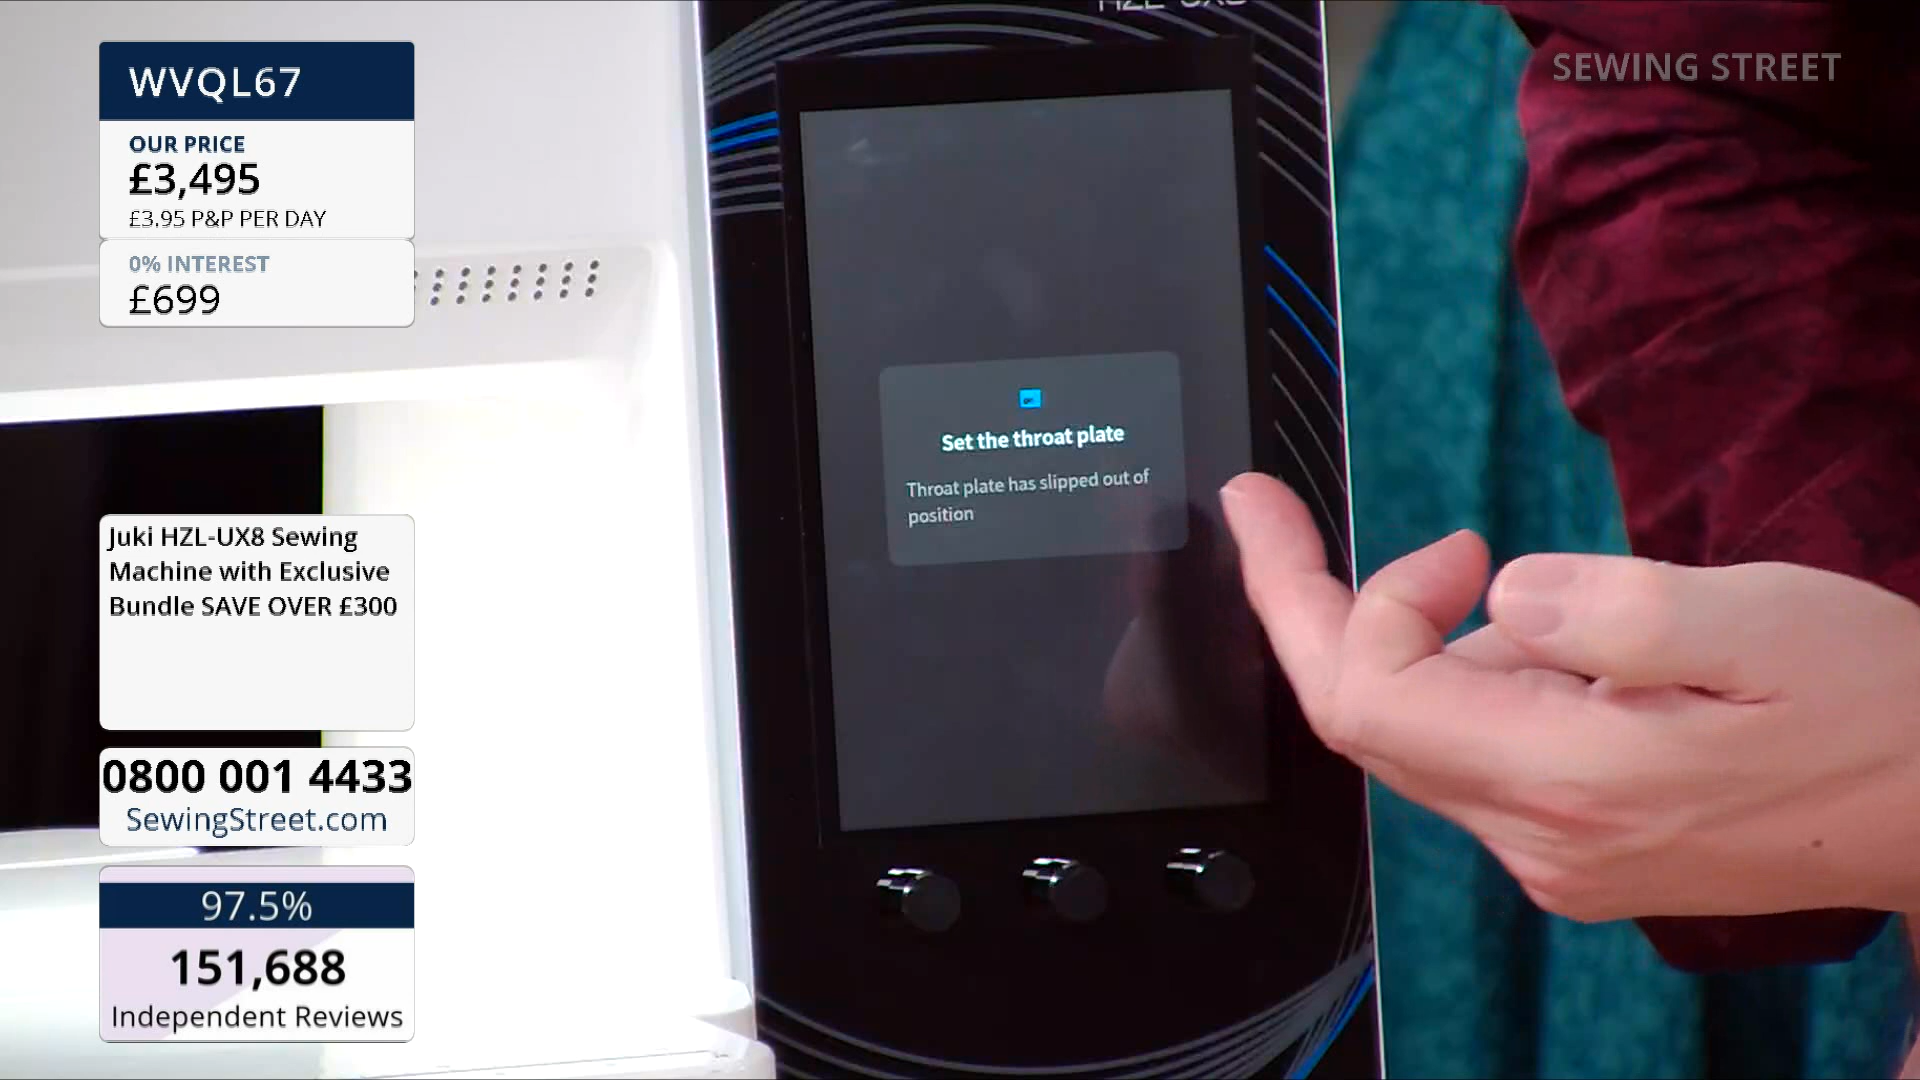 WVQL67
OUR PRICE
£3,495
£3.95 P&P PER DAY
0% INTEREST
£699
Juki HZL-UX8 Sewing
Machine with Exclusive
Bundle SAVE OVER £300
0800 001 4433
SewingStreet.com
97.5%
151,688
Independent Reviews
HZL-UX8
Set the throat plate
Throat plate has slipped out of
position
SEWING STREET